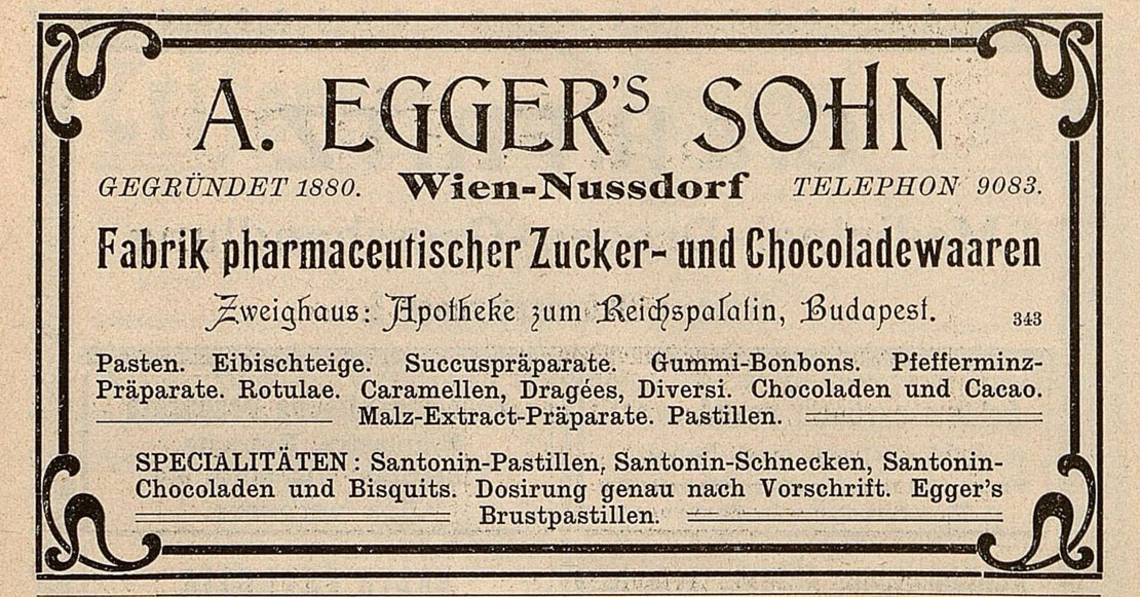 A. EGGER'S SOHN
GEGRÜNDET 1880. Wien-Nussdorf TELEPHON 9083.
Fabrik pharmaceutischer Zucker- und Chocoladewaaren
Zweighaus: Apotheke zum Reichspalatin, Budapest. 343
Pasten. Eibischteige. Succuspräparate. Gummi-Bonbons. Pfefferminz-
Präparate. Rotulae. Caramellen, Dragées, Diversi. Chocoladen und Cacao.
Malz-Extract-Präparate. Pastillen.
SPECIALITÄTEN: Santonin-Pastillen, Santonin-Schnecken, Santonin-
Chocoladen und Bisquits. Dosirung genau nach Vorschrift. Egger's
Brustpastillen.